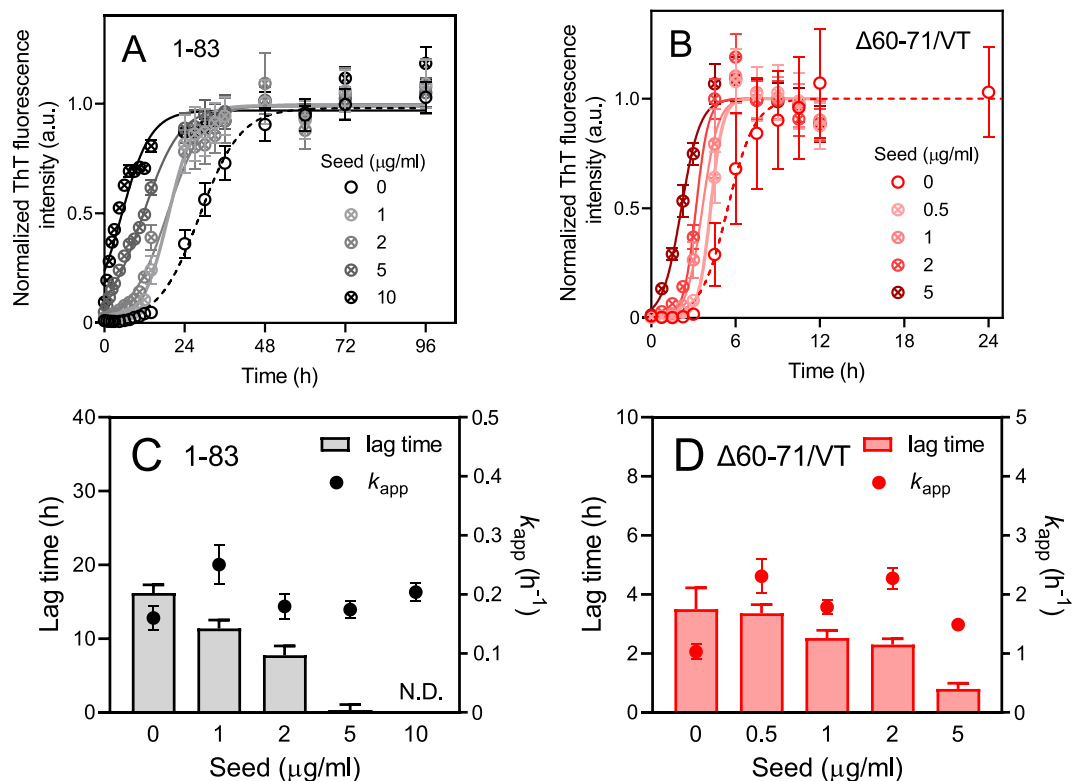 A 1-83
Normalized ThT fluorescence
intensity (a.u.)
1.0
0.5
0
0 24 48 72 96
Time (h)
Seed (μg/ml)
0
1
2
5
10
B Δ60-71/VT
Normalized ThT fluorescence
intensity (a.u.)
1.0
0.5
0
0 6 12 18 24
Time (h)
Seed (μg/ml)
0
0.5
1
2
5
C 1-83
lag time
kapp
Lag time (h)
40
30
20
10
0
kapp (h-1)
0.5
0.4
0.3
0.2
0.1
0
N.D.
0 1 2 5 10
Seed (μg/ml)
D Δ60-71/VT
lag time
kapp
Lag time (h)
10
8
6
4
2
0
kapp (h-1)
5
4
3
2
1
0
0 0.5 1 2 5
Seed (μg/ml)